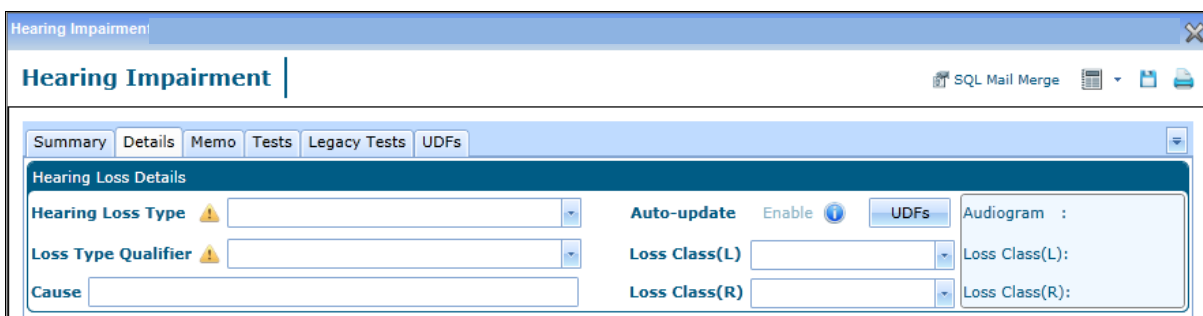 Hearing Impairment
Hearing Impairment
SQL Mail Merge
Summary Details Memo Tests Legacy Tests UDFs
Hearing Loss Details
Hearing Loss Type Auto-update Enable UDFs Audiogram :
Loss Type Qualifier Loss Class(L) Loss Class(L):
Cause Loss Class(R) Loss Class(R):